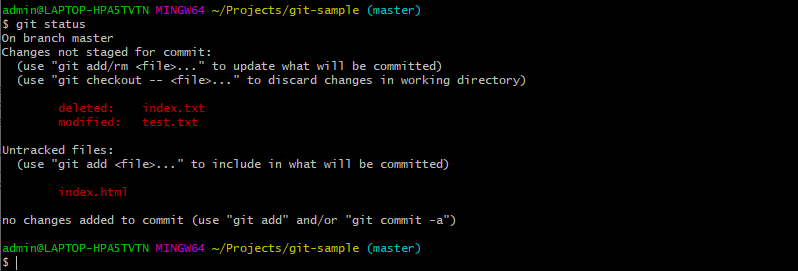 admin@LAPTOP-HPA5TVTN MINGW64 ~/Projects/git-sample (master)
$ git status
On branch master
Changes not staged for commit:
  (use "git add/rm <file>..." to update what will be committed)
  (use "git checkout -- <file>..." to discard changes in working directory)

        deleted:    index.txt
        modified:   test.txt

Untracked files:
  (use "git add <file>..." to include in what will be committed)

        index.html

no changes added to commit (use "git add" and/or "git commit -a")

admin@LAPTOP-HPA5TVTN MINGW64 ~/Projects/git-sample (master)
$